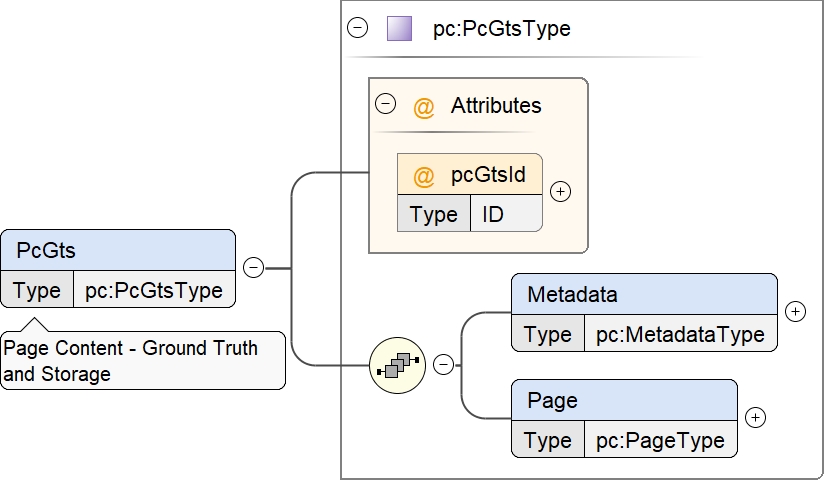 pc:PcGtsType
@ Attributes
@ pcGtsId
Type ID
PcGts
Type pc:PcGtsType
Page Content - Ground Truth
and Storage
Metadata
Type pc:MetadataType
Page
Type pc:PageType